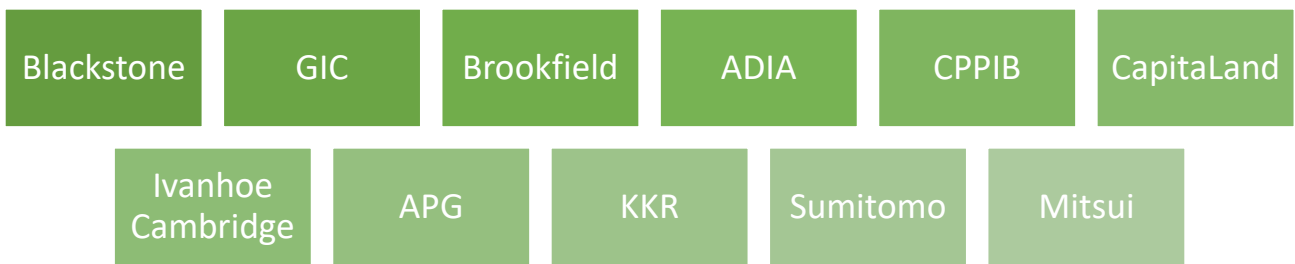 Blackstone
GIC
Brookfield
ADIA
CPPIB
CapitaLand
Ivanhoe
Cambridge
APG
KKR
Sumitomo
Mitsui